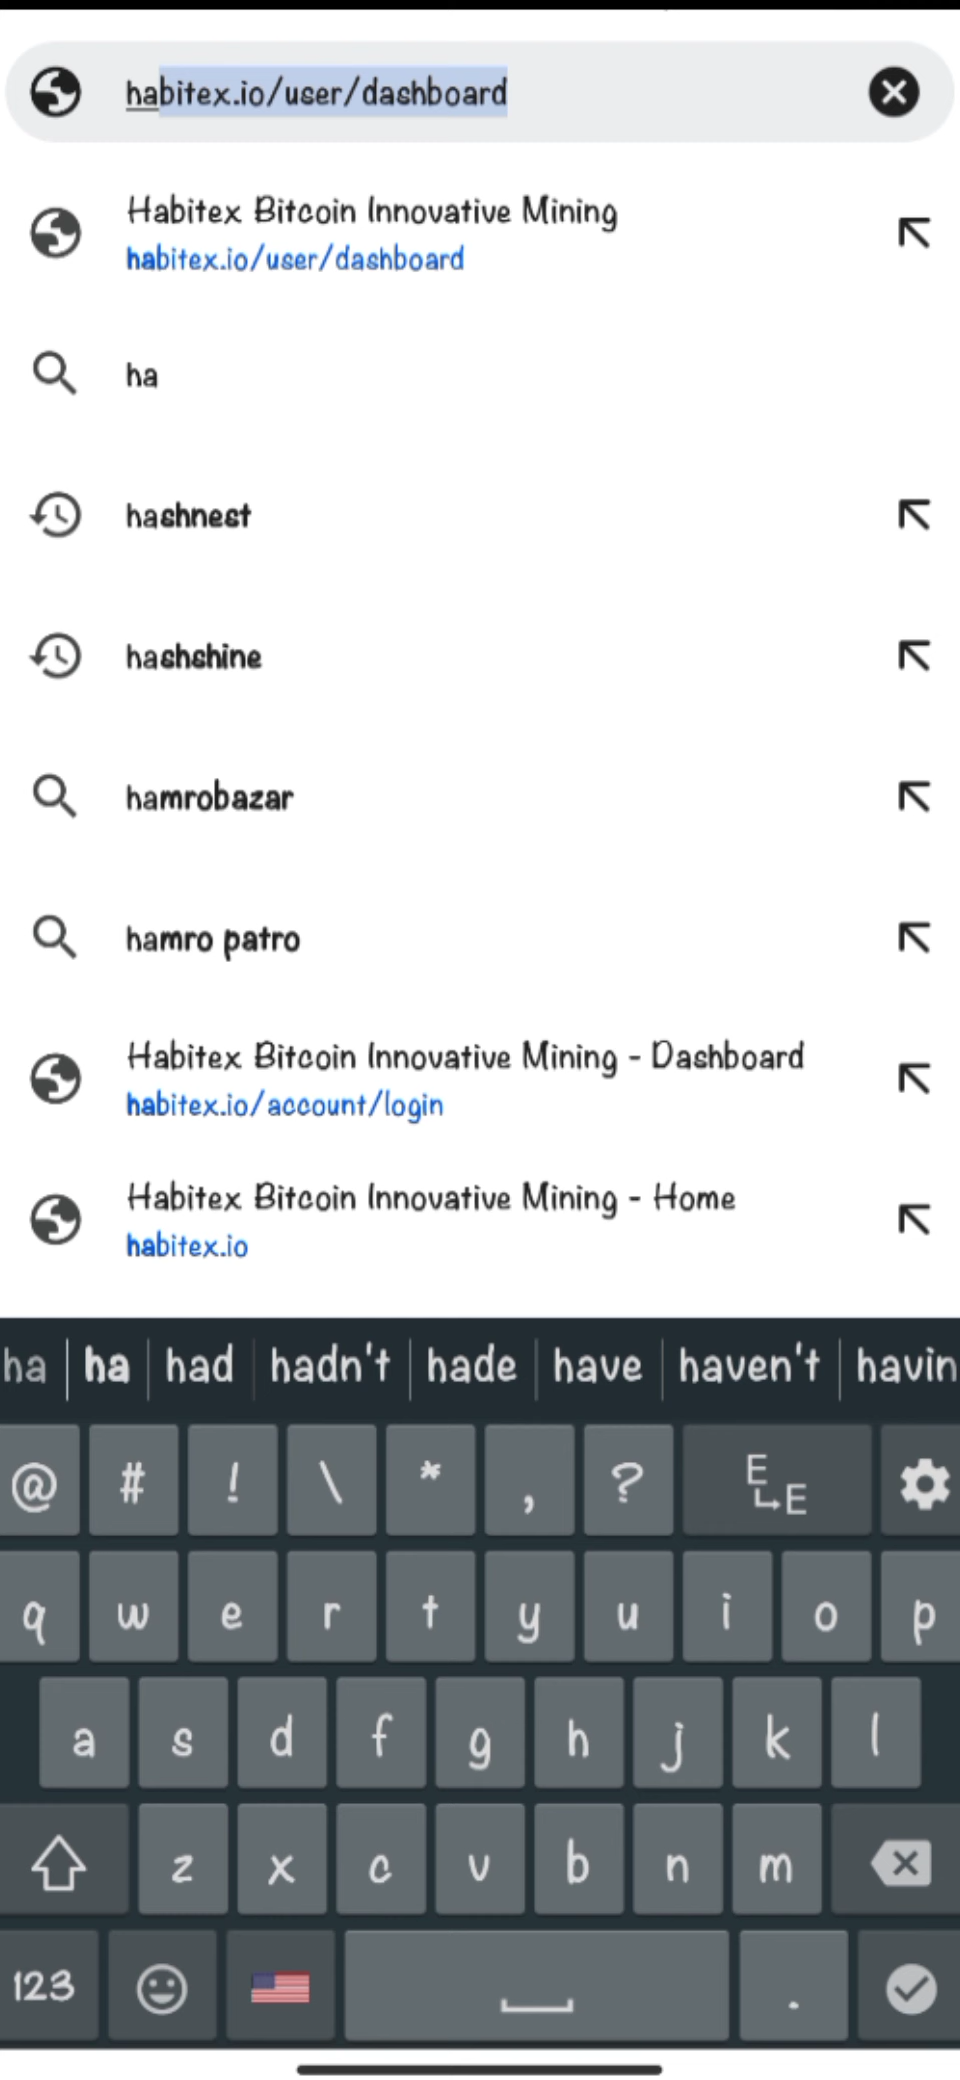 habitex.io/user/dashboard
Habitex Bitcoin Innovative Mining
habitex.io/user/dashboard
ha
hashnest
hashshine
hamrobazar
hamro patro
Habitex Bitcoin Innovative Mining - Dashboard
habitex.io/account/login
Habitex Bitcoin Innovative Mining - Home
habitex.io
ha ha had hadn't hade have haven't havin
@ # ! \ * , ? E E
q w e r t y u i o p
a s d f g h j k l
z x c v b n m
123 .